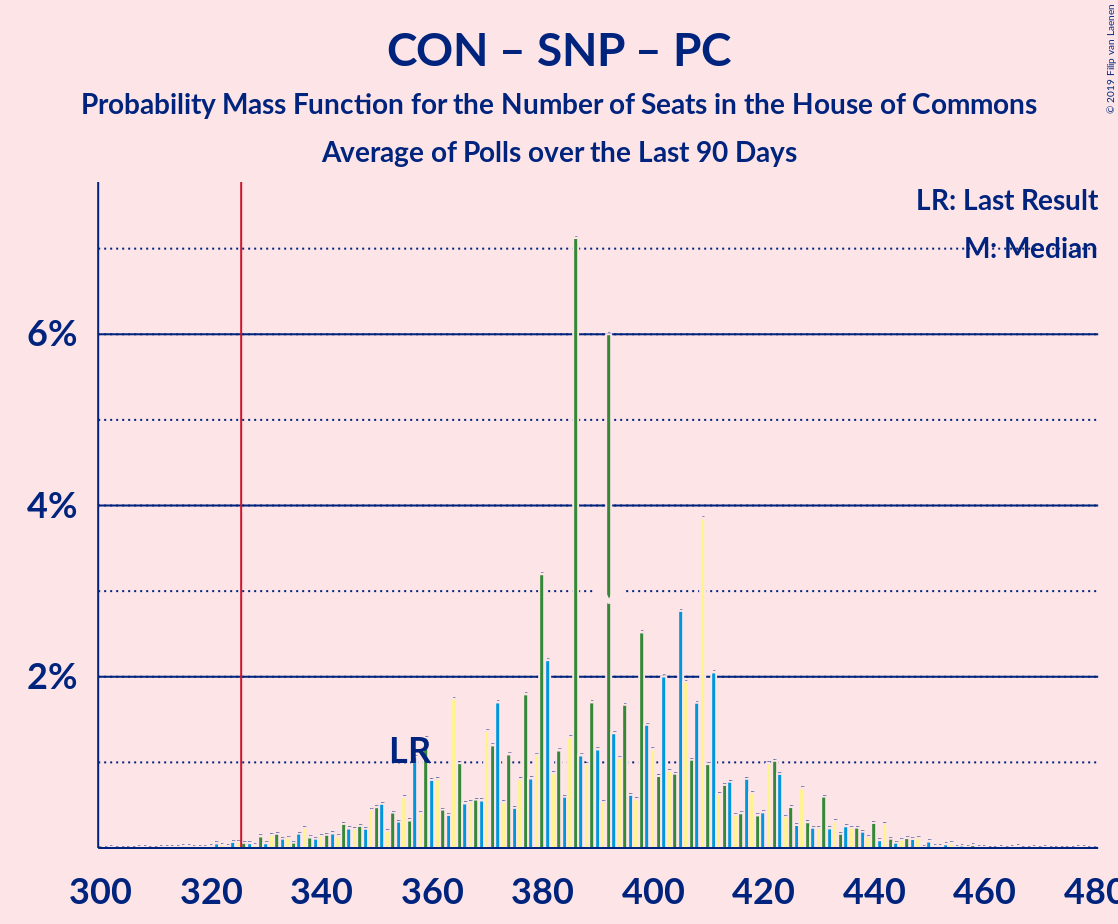 CON – SNP – PC
Probability Mass Function for the Number of Seats in the House of Commons
Average of Polls over the Last 90 Days
© 2019 Filip van Laenen
LR: Last Result
M: Median
6%
4%
2%
LR
300 320 340 360 380 400 420 440 460 480